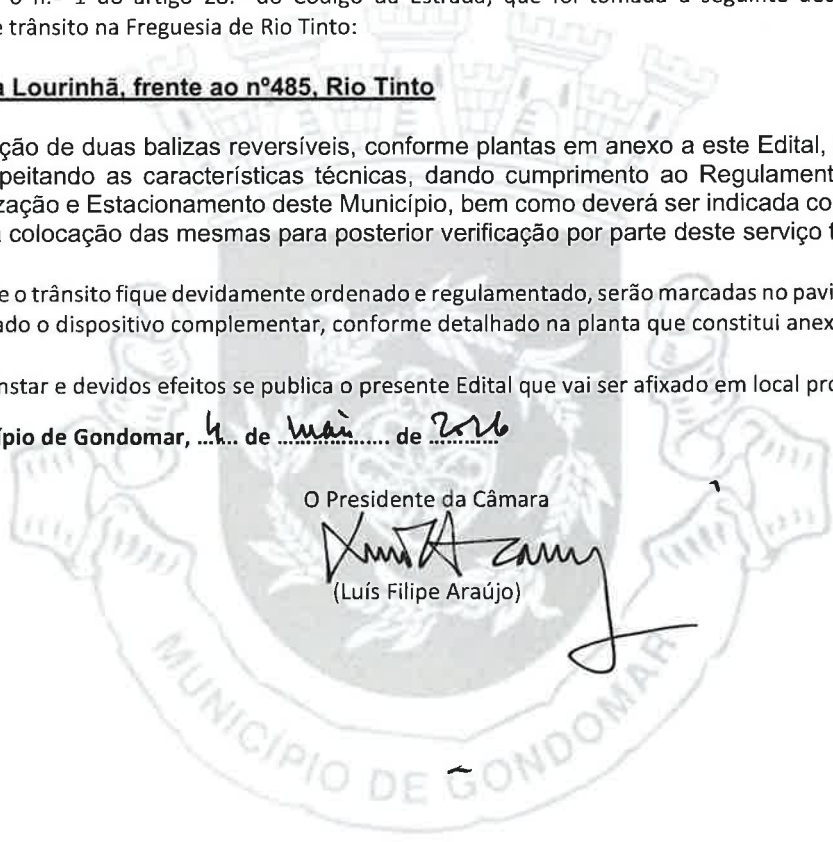 o n.º 1 do artigo 28.º do Código da Estrada, que foi tomada a seguinte
e trânsito na Freguesia de Rio Tinto:
a Lourinhã, frente ao nº485, Rio Tinto
ção de duas balizas reversíveis, conforme plantas em anexo a este Edital,
peitando as características técnicas, dando cumprimento ao Regulament
zação e Estacionamento deste Município, bem como deverá ser indicada co
a colocação das mesmas para posterior verificação por parte deste serviço t
e o trânsito fique devidamente ordenado e regulamentado, serão marcadas no pavi
ado o dispositivo complementar, conforme detalhado na planta que constitui anex
nstar e devidos efeitos se publica o presente Edital que vai ser afixado em local pro
ípio de Gondomar, 4 de maio de 2026
O Presidente da Câmara
(Luís Filipe Araújo)
MUNICÍPIO DE GONDOMAR